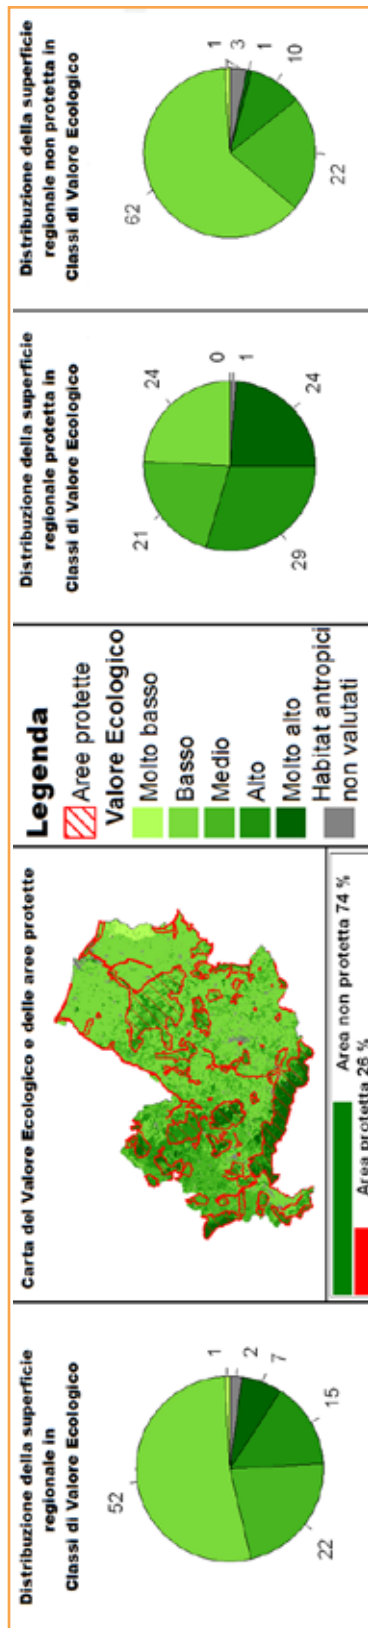 Distribuzione della superficie
regionale in
Classi di Valore Ecologico
52
1
2
7
15
22
Carta del Valore Ecologico e delle aree protette
Area non protetta 74 %
Area protetta 26 %
Legenda
Aree protette
Valore Ecologico
Molto basso
Basso
Medio
Alto
Molto alto
Habitat antropici
non valutati
Distribuzione della superficie
regionale protetta in
Classi di Valore Ecologico
24
0
1
24
29
21
Distribuzione della superficie
regionale non protetta in
Classi di Valore Ecologico
62
1
3
1
10
22